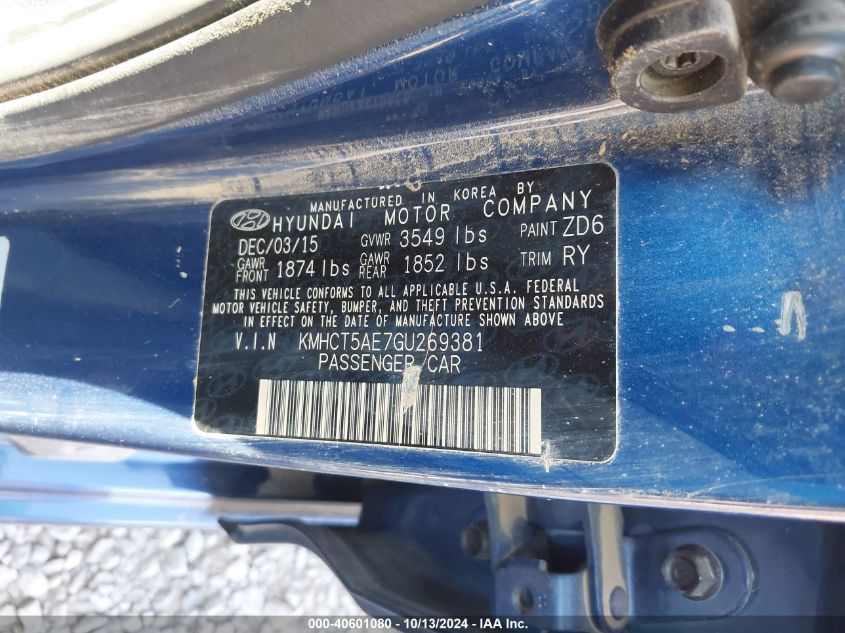 MANUFACTURED IN KOREA BY
HYUNDAI MOTOR COMPANY
DEC/03/15 GVWR 3549 lbs PAINT ZD6
GAWR FRONT 1874 lbs GAWR REAR 1852 lbs TRIM RY
THIS VEHICLE CONFORMS TO ALL APPLICABLE U.S.A. FEDERAL
MOTOR VEHICLE SAFETY, BUMPER, AND THEFT PREVENTION STANDARDS
IN EFFECT ON THE DATE OF MANUFACTURE SHOWN ABOVE
V.I.N KMHCT5AE7GU269381
PASSENGER CAR
000-40601080 - 10/13/2024 - IAA Inc.